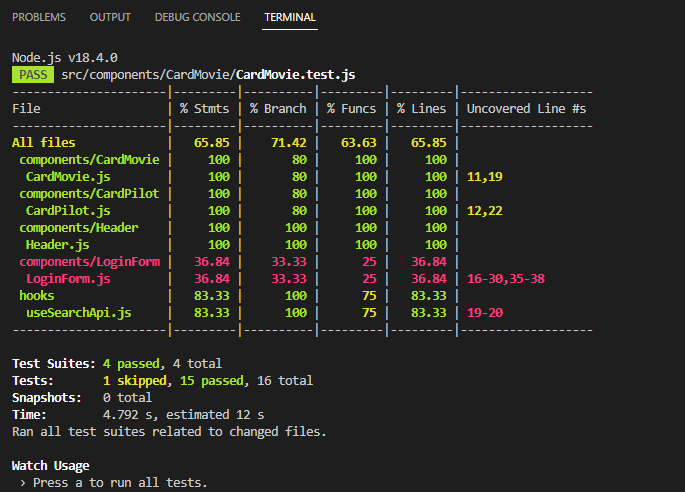 PROBLEMS OUTPUT DEBUG CONSOLE TERMINAL
Node.js v18.4.0
PASS src/components/CardMovie/CardMovie.test.js
----------------------|---------|----------|---------|---------|-------------------
File                  | % Stmts | % Branch | % Funcs | % Lines | Uncovered Line #s
----------------------|---------|----------|---------|---------|-------------------
All files             |   65.85 |    71.42 |   63.63 |   65.85 |
 components/CardMovie |     100 |       80 |     100 |     100 |
  CardMovie.js        |     100 |       80 |     100 |     100 | 11,19
 components/CardPilot |     100 |       80 |     100 |     100 |
  CardPilot.js        |     100 |       80 |     100 |     100 | 12,22
 components/Header    |     100 |      100 |     100 |     100 |
  Header.js           |     100 |      100 |     100 |     100 |
 components/LoginForm |   36.84 |    33.33 |      25 |   36.84 |
  LoginForm.js        |   36.84 |    33.33 |      25 |   36.84 | 16-30,35-38
 hooks                |   83.33 |      100 |      75 |   83.33 |
  useSearchApi.js     |   83.33 |      100 |      75 |   83.33 | 19-20
----------------------|---------|----------|---------|---------|-------------------
Test Suites: 4 passed, 4 total
Tests:       1 skipped, 15 passed, 16 total
Snapshots:   0 total
Time:        4.792 s, estimated 12 s
Ran all test suites related to changed files.
Watch Usage
 › Press a to run all tests.